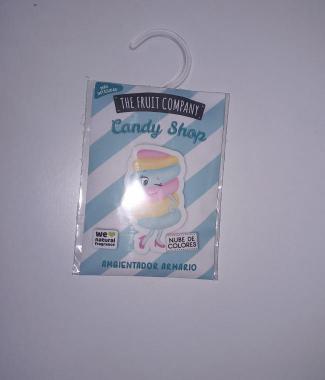 THE FRUIT COMPANY
Candy Shop
we
natural
fragrance
NUBE DE
COLORES
AMBIENTADOR ARMARIO